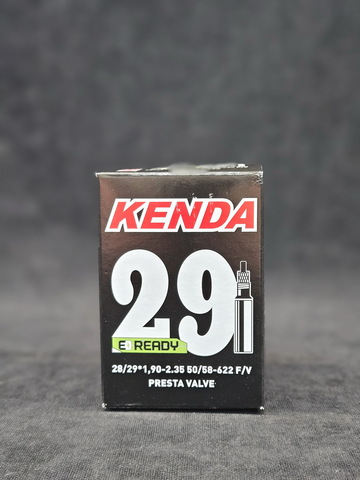 KENDA
29
E READY
28/29*1,90-2.35 50/58-622 F/V
PRESTA VALVE